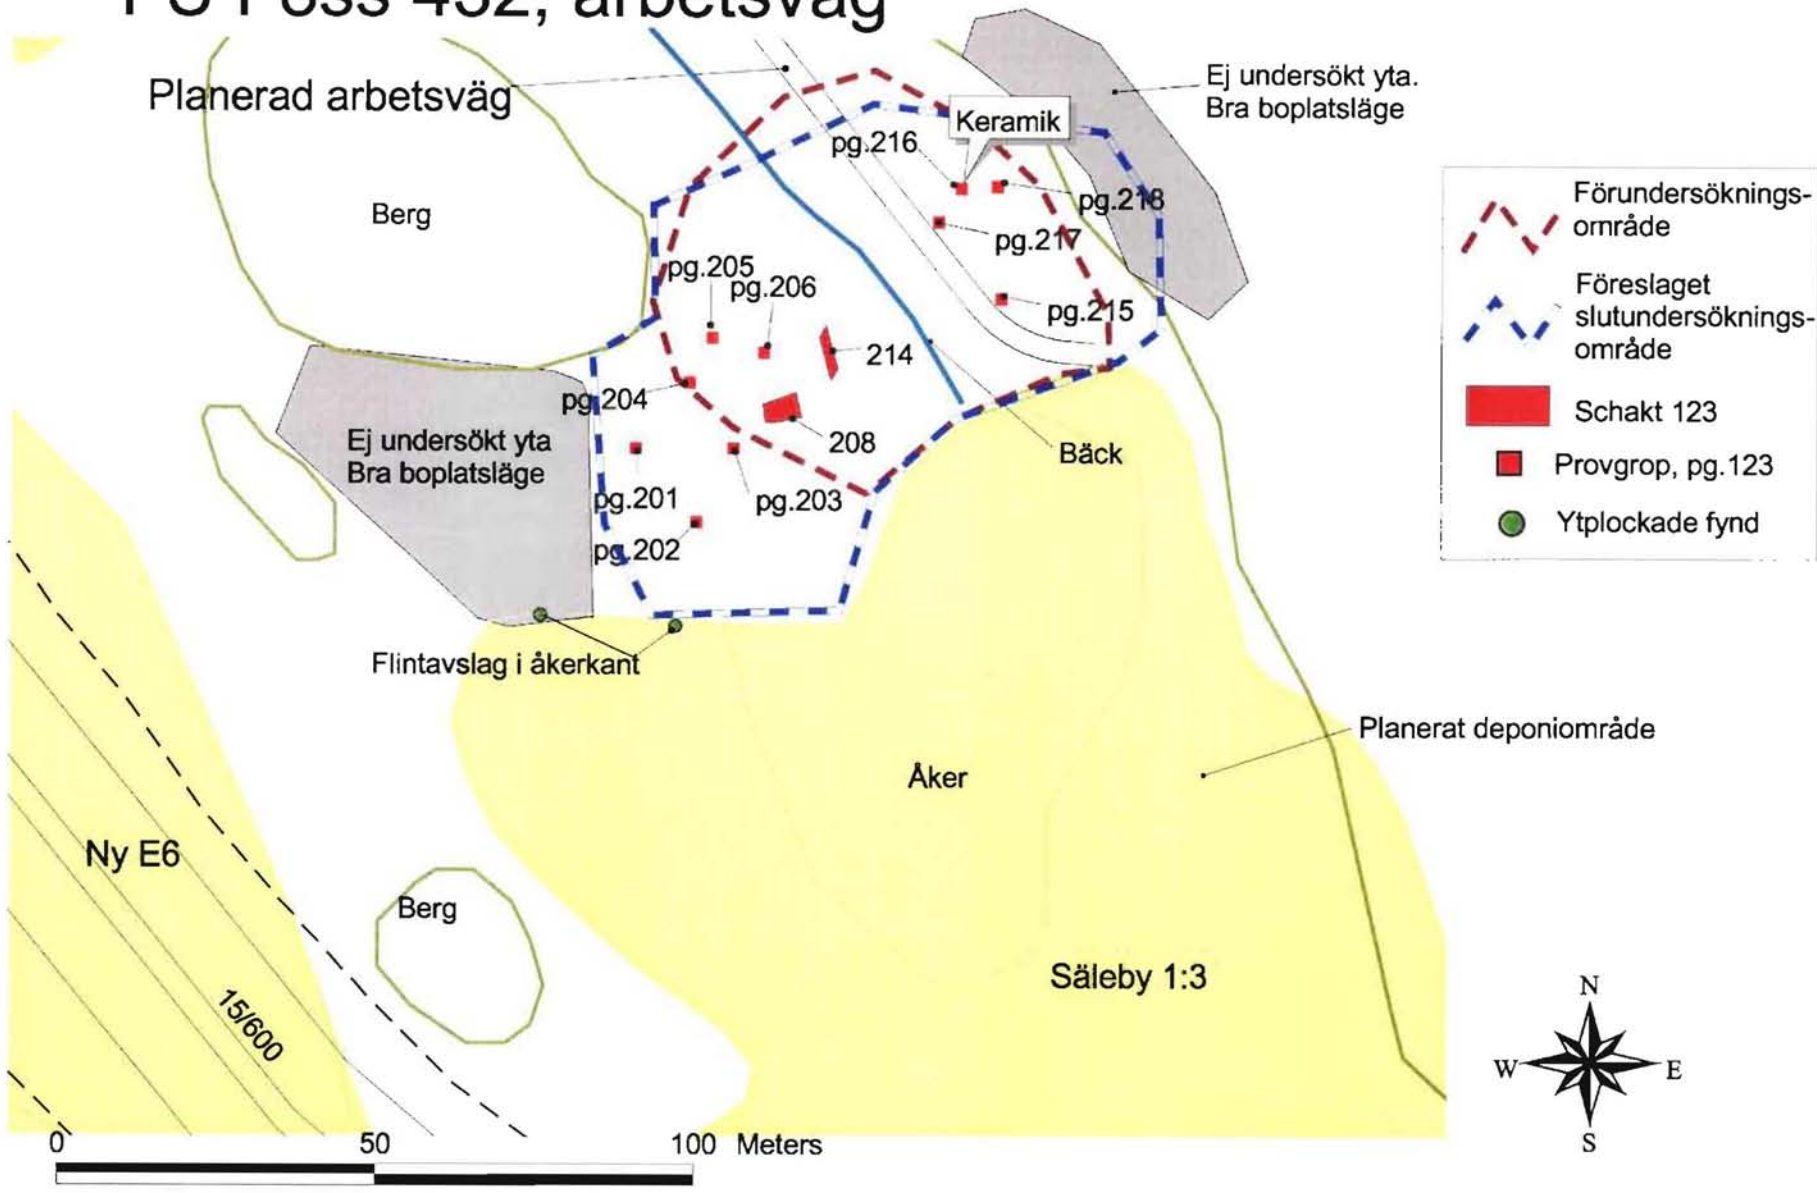 arbetsväg
Planerad arbetsväg
Ej undersökt yta.
Bra boplatsläge
Keramik
pg.216
pg.218
pg.217
pg.215
Berg
pg.205
pg.206
214
pg.204
208
Bäck
Ej undersökt yta
Bra boplatsläge
pg.201
pg.203
pg.202
Flintavslag i åkerkant
Planerat deponiområde
Åker
Ny E6
Berg
Säleby 1:3
15/600
Förundersöknings-
område
Föreslaget
slutundersöknings-
område
Schakt 123
Provgrop, pg.123
Ytplockade fynd
N
W
E
S
0 50 100 Meters